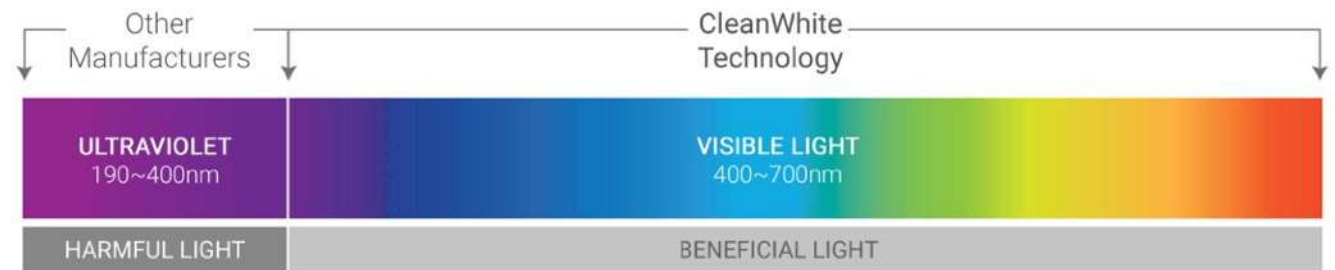 Other
Manufacturers
CleanWhite
Technology
ULTRAVIOLET
190~400nm
VISIBLE LIGHT
400~700nm
HARMFUL LIGHT
BENEFICIAL LIGHT